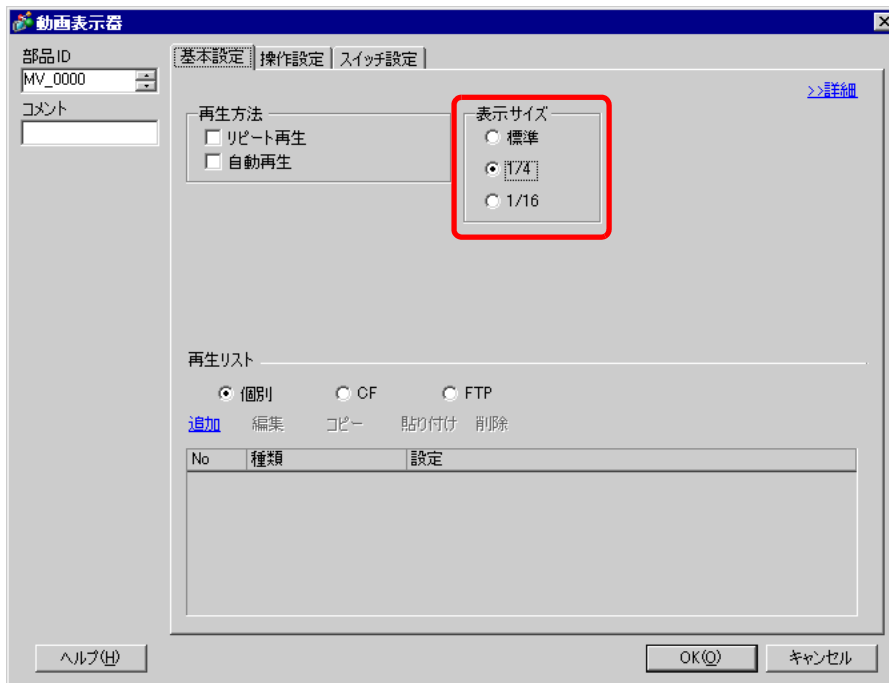 動画表示器
部品ID
MV_0000
コメント
基本設定 操作設定 スイッチ設定
>>詳細
再生方法
リピート再生
自動再生
表示サイズ
標準
1/4
1/16
再生リスト
個別 CF FTP
追加 編集 コピー 貼り付け 削除
No 種類 設定
ヘルプ(H) OK(O) キャンセル